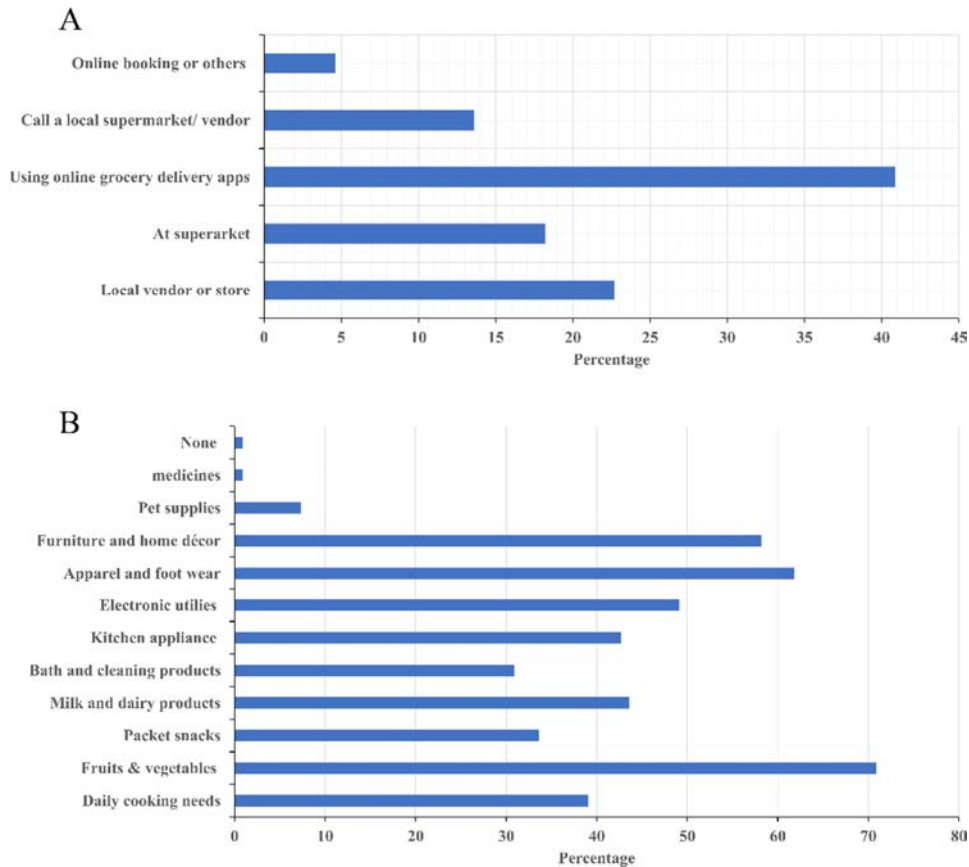 A
Online booking or others
Call a local supermarket/ vendor
Using online grocery delivery apps
At superarket
Local vendor or store
0 5 10 15 20 25 30 35 40 45
Percentage
B
None
medicines
Pet supplies
Furniture and home décor
Apparel and foot wear
Electronic utilies
Kitchen appliance
Bath and cleaning products
Milk and dairy products
Packet snacks
Fruits & vegetables
Daily cooking needs
0 10 20 30 40 50 60 70 80
Percentage